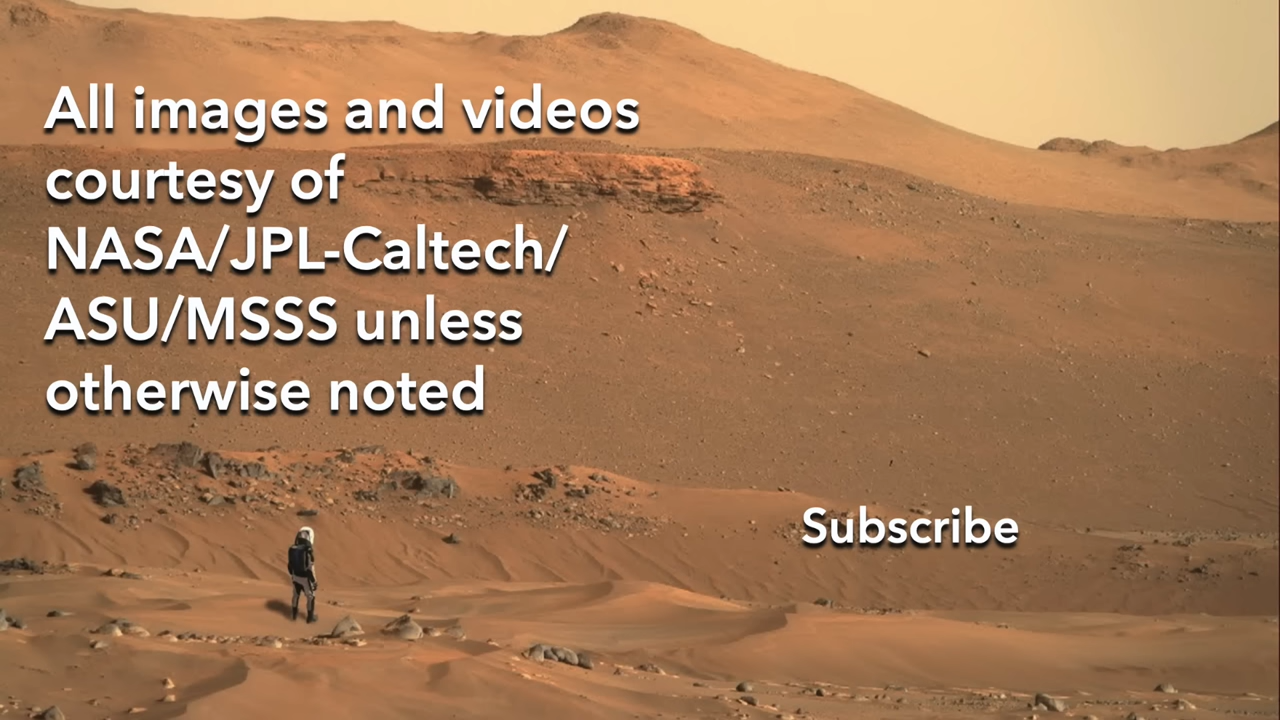 All images and videos
courtesy of
NASA/JPL-Caltech/
ASU/MSSS unless
otherwise noted
Subscribe